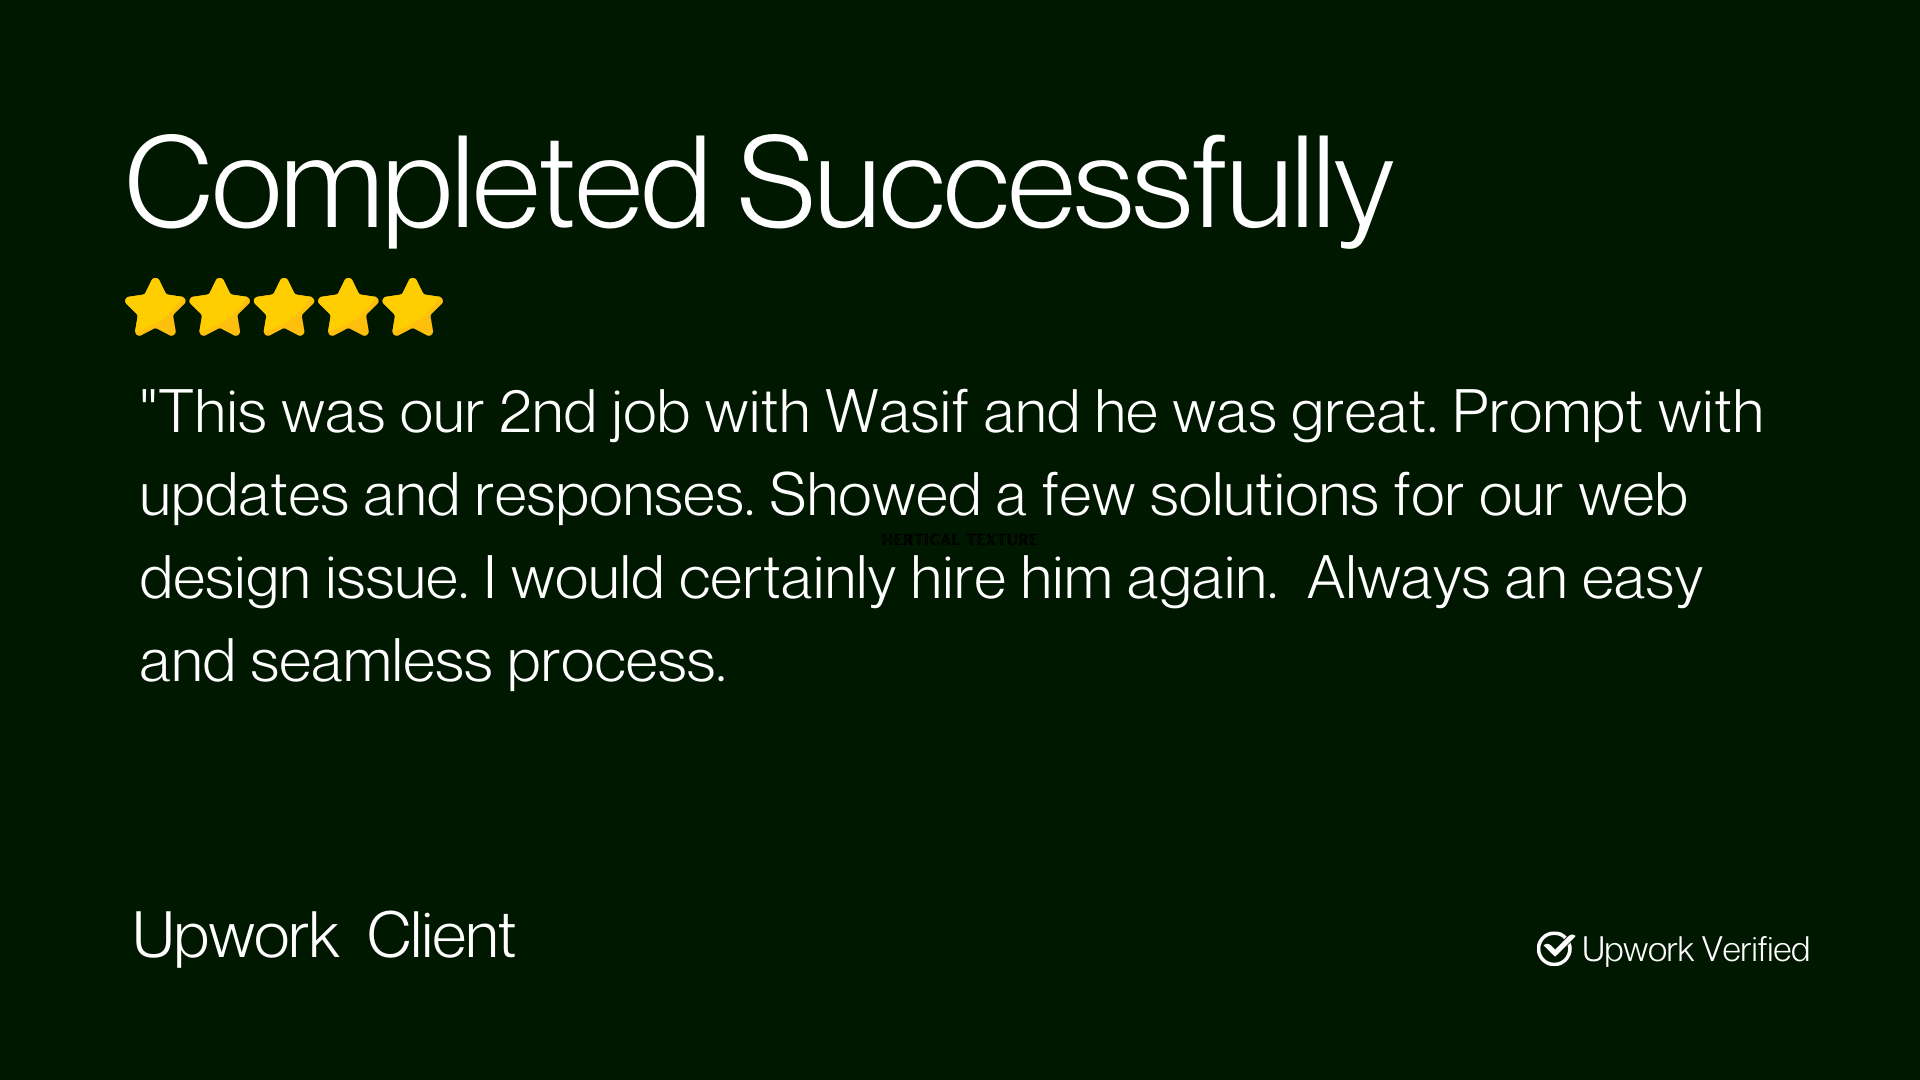 Completed Successfully
"This was our 2nd job with Wasif and he was great. Prompt with
updates and responses. Showed a few solutions for our web
HERTICAL TEXTURE
design issue. I would certainly hire him again.  Always an easy
and seamless process.
Upwork  Client
Upwork Verified